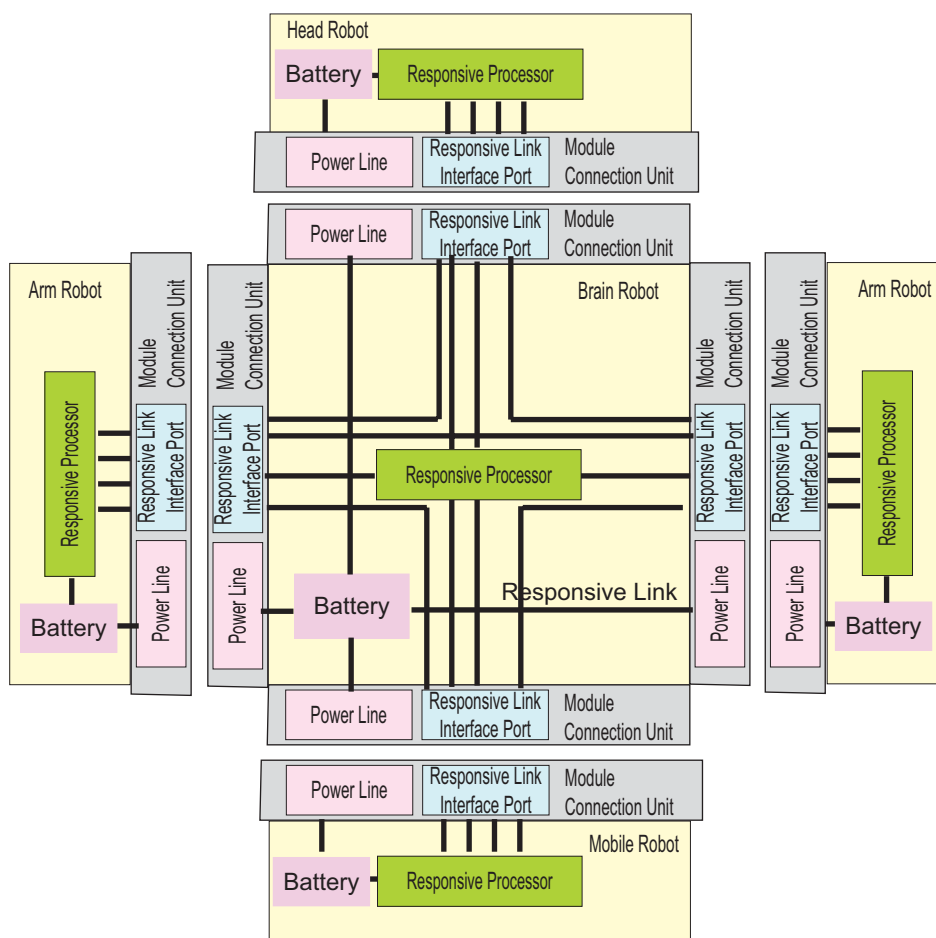 Head Robot
Battery
Responsive Processor
Power Line
Responsive Link
Interface Port
Module
Connection Unit
Power Line
Responsive Link
Interface Port
Module
Connection Unit
Arm Robot
Responsive Processor
Battery
Module
Connection Unit
Responsive Link
Interface Port
Power Line
Module
Connection Unit
Responsive Link
Interface Port
Power Line
Brain Robot
Responsive Processor
Battery
Responsive Link
Module
Connection Unit
Responsive Link
Interface Port
Power Line
Module
Connection Unit
Responsive Link
Interface Port
Power Line
Arm Robot
Responsive Processor
Battery
Power Line
Responsive Link
Interface Port
Module
Connection Unit
Power Line
Responsive Link
Interface Port
Module
Connection Unit
Mobile Robot
Battery
Responsive Processor